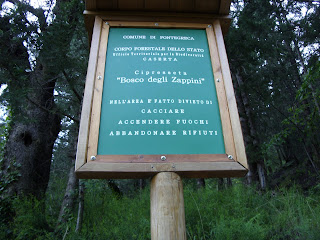 COMUNE DI FONTEGRECA
CORPO FORESTALE DELLO STATO
Ufficio Territoriale per la Biodiversità
CASERTA
Cipresseta
"Bosco degli Zappini"
NELL'AREA E' FATTO DIVIETO DI
CACCIARE
ACCENDERE FUOCHI
ABBANDONARE RIFIUTI